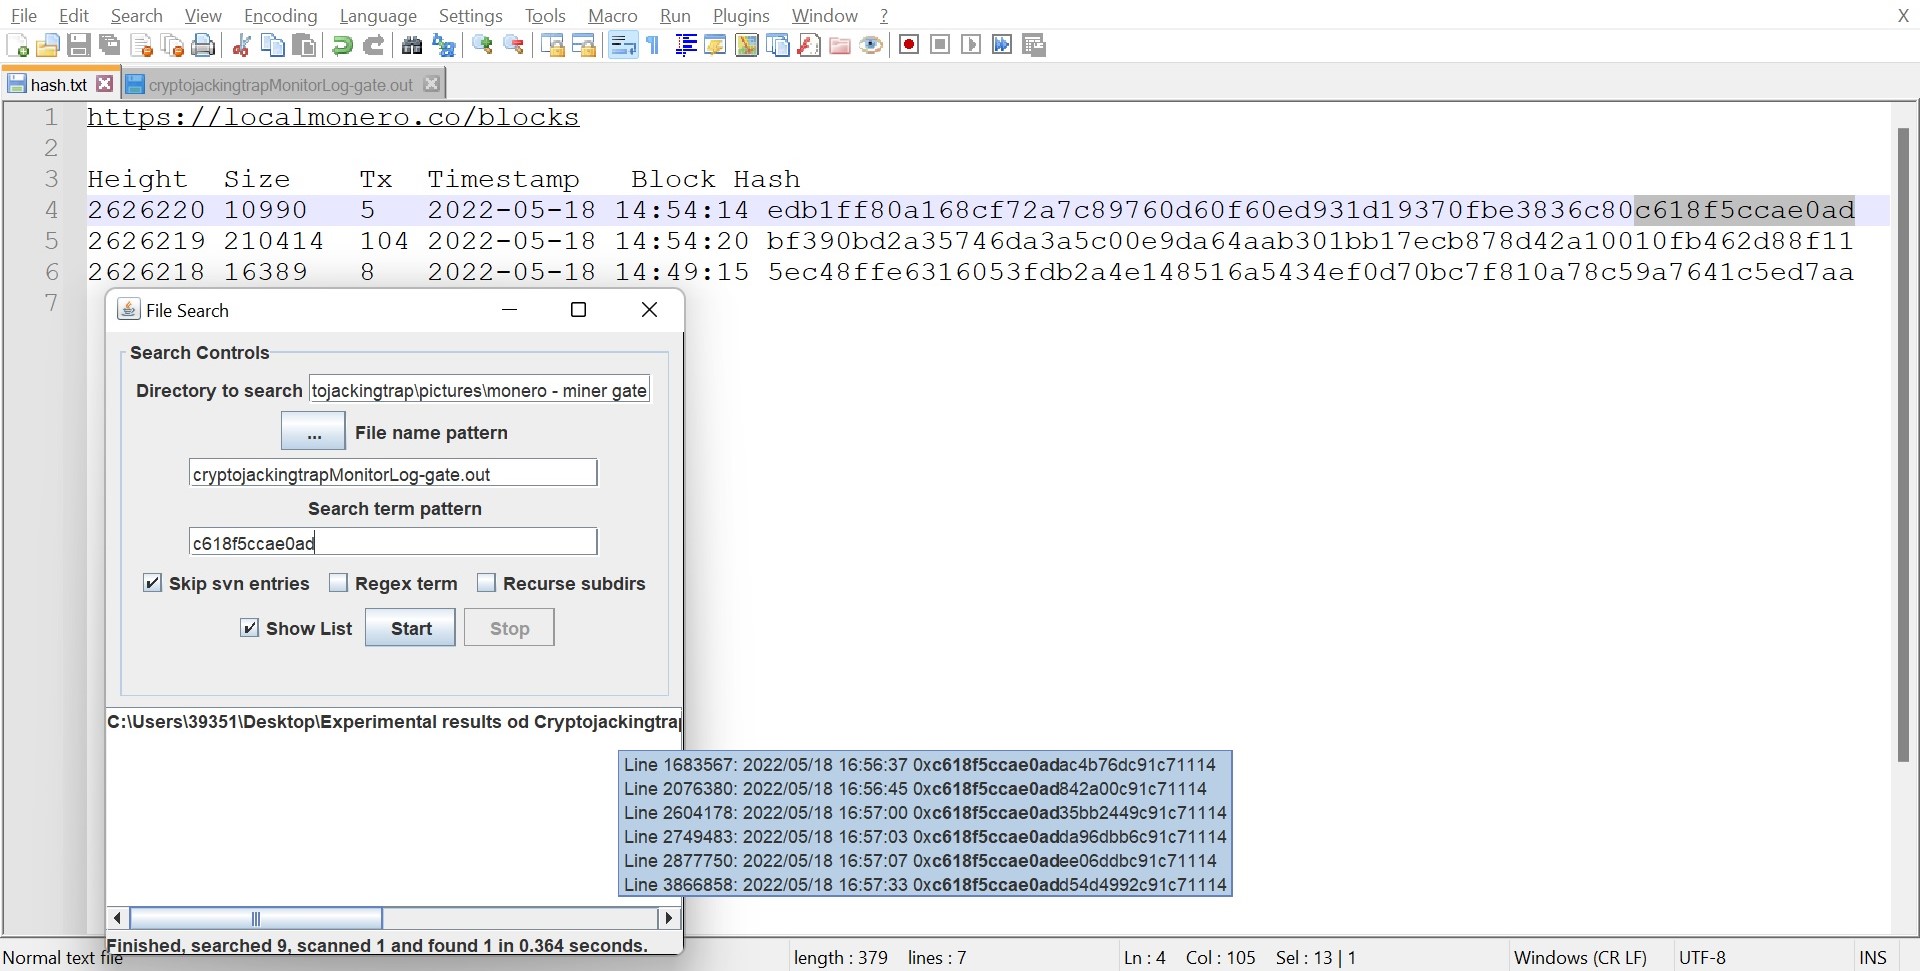 File Edit Search View Encoding Language Settings Tools Macro Run Plugins Window ? X
hash.txt cryptojackingtrapMonitorLog-gate.out
1 https://localmonero.co/blocks
2
3 Height Size Tx Timestamp Block Hash
4 2626220 10990 5 2022-05-18 14:54:14 edb1ff80a168cf72a7c89760d60f60ed931d19370fbe3836c80c618f5ccae0ad
5 2626219 210414 104 2022-05-18 14:54:20 bf390bd2a35746da3a5c00e9da64aab301bb17ecb878d42a10010fb462d88f11
6 2626218 16389 8 2022-05-18 14:49:15 5ec48ffe6316053fdb2a4e148516a5434ef0d70bc7f810a78c59a7641c5ed7aa
7
File Search
Search Controls
Directory to search tojackingtrap\pictures\monero - miner gate
... File name pattern
cryptojackingtrapMonitorLog-gate.out
Search term pattern
c618f5ccae0ad
Skip svn entries Regex term Recurse subdirs
Show List Start Stop
C:\Users\39351\Desktop\Experimental results od Cryptojackingtrap
Line 1683567: 2022/05/18 16:56:37 0xc618f5ccae0adac4b76dc91c71114
Line 2076380: 2022/05/18 16:56:45 0xc618f5ccae0ad842a00c91c71114
Line 2604178: 2022/05/18 16:57:00 0xc618f5ccae0ad35bb2449c91c71114
Line 2749483: 2022/05/18 16:57:03 0xc618f5ccae0adda96dbb6c91c71114
Line 2877750: 2022/05/18 16:57:07 0xc618f5ccae0adee06ddbc91c71114
Line 3866858: 2022/05/18 16:57:33 0xc618f5ccae0add54d4992c91c71114
Finished, searched 9, scanned 1 and found 1 in 0.364 seconds.
Normal text file length : 379 lines : 7 Ln : 4 Col : 105 Sel : 13 | 1 Windows (CR LF) UTF-8 INS